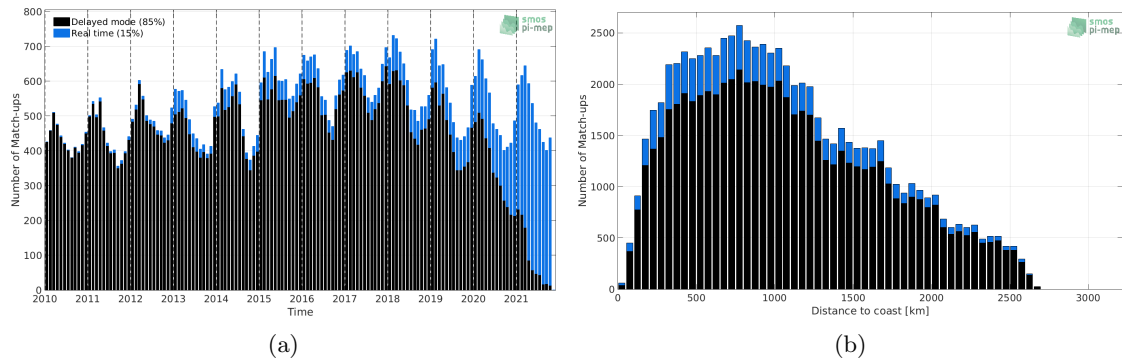 800
700
600
500
400
300
200
100
0
Number of Match-ups
Delayed mode (85%)
Real time (15%)
smos
pi-mep
2010 2011 2012 2013 2014 2015 2016 2017 2018 2019 2020 2021
Time
(a)
2500
2000
1500
1000
500
0
Number of Match-ups
smos
pi-mep
0 500 1000 1500 2000 2500 3000
Distance to coast [km]
(b)